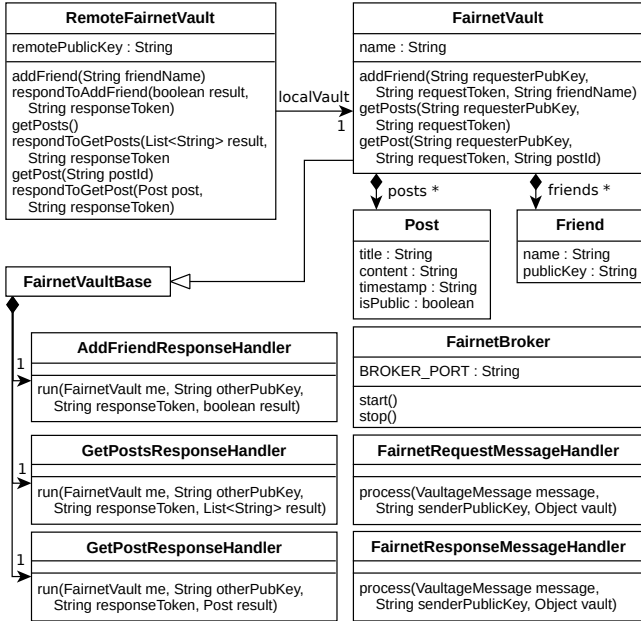 RemoteFairnetVault
remotePublicKey : String
addFriend(String friendName)
respondToAddFriend(boolean result,
String responseToken)
getPosts()
respondToGetPosts(List<String> result,
String responseToken
getPost(String postId)
respondToGetPost(Post post,
String responseToken)
localVault
1
FairnetVault
name : String
addFriend(String requesterPubKey,
String requestToken, String friendName)
getPosts(String requesterPubKey,
String requestToken)
getPost(String requesterPubKey,
String requestToken, String postId)
posts *
friends *
Post
title : String
content : String
timestamp : String
isPublic : boolean
Friend
name : String
publicKey : String
FairnetVaultBase
1
AddFriendResponseHandler
run(FairnetVault me, String otherPubKey,
String responseToken, boolean result)
FairnetBroker
BROKER_PORT : String
start()
stop()
1
GetPostsResponseHandler
run(FairnetVault me, String otherPubKey,
String responseToken, List<String> result)
FairnetRequestMessageHandler
process(VaultageMessage message,
String senderPublicKey, Object vault)
1
GetPostResponseHandler
run(FairnetVault me, String otherPubKey,
String responseToken, Post result)
FairnetResponseMessageHandler
process(VaultageMessage message,
String senderPublicKey, Object vault)